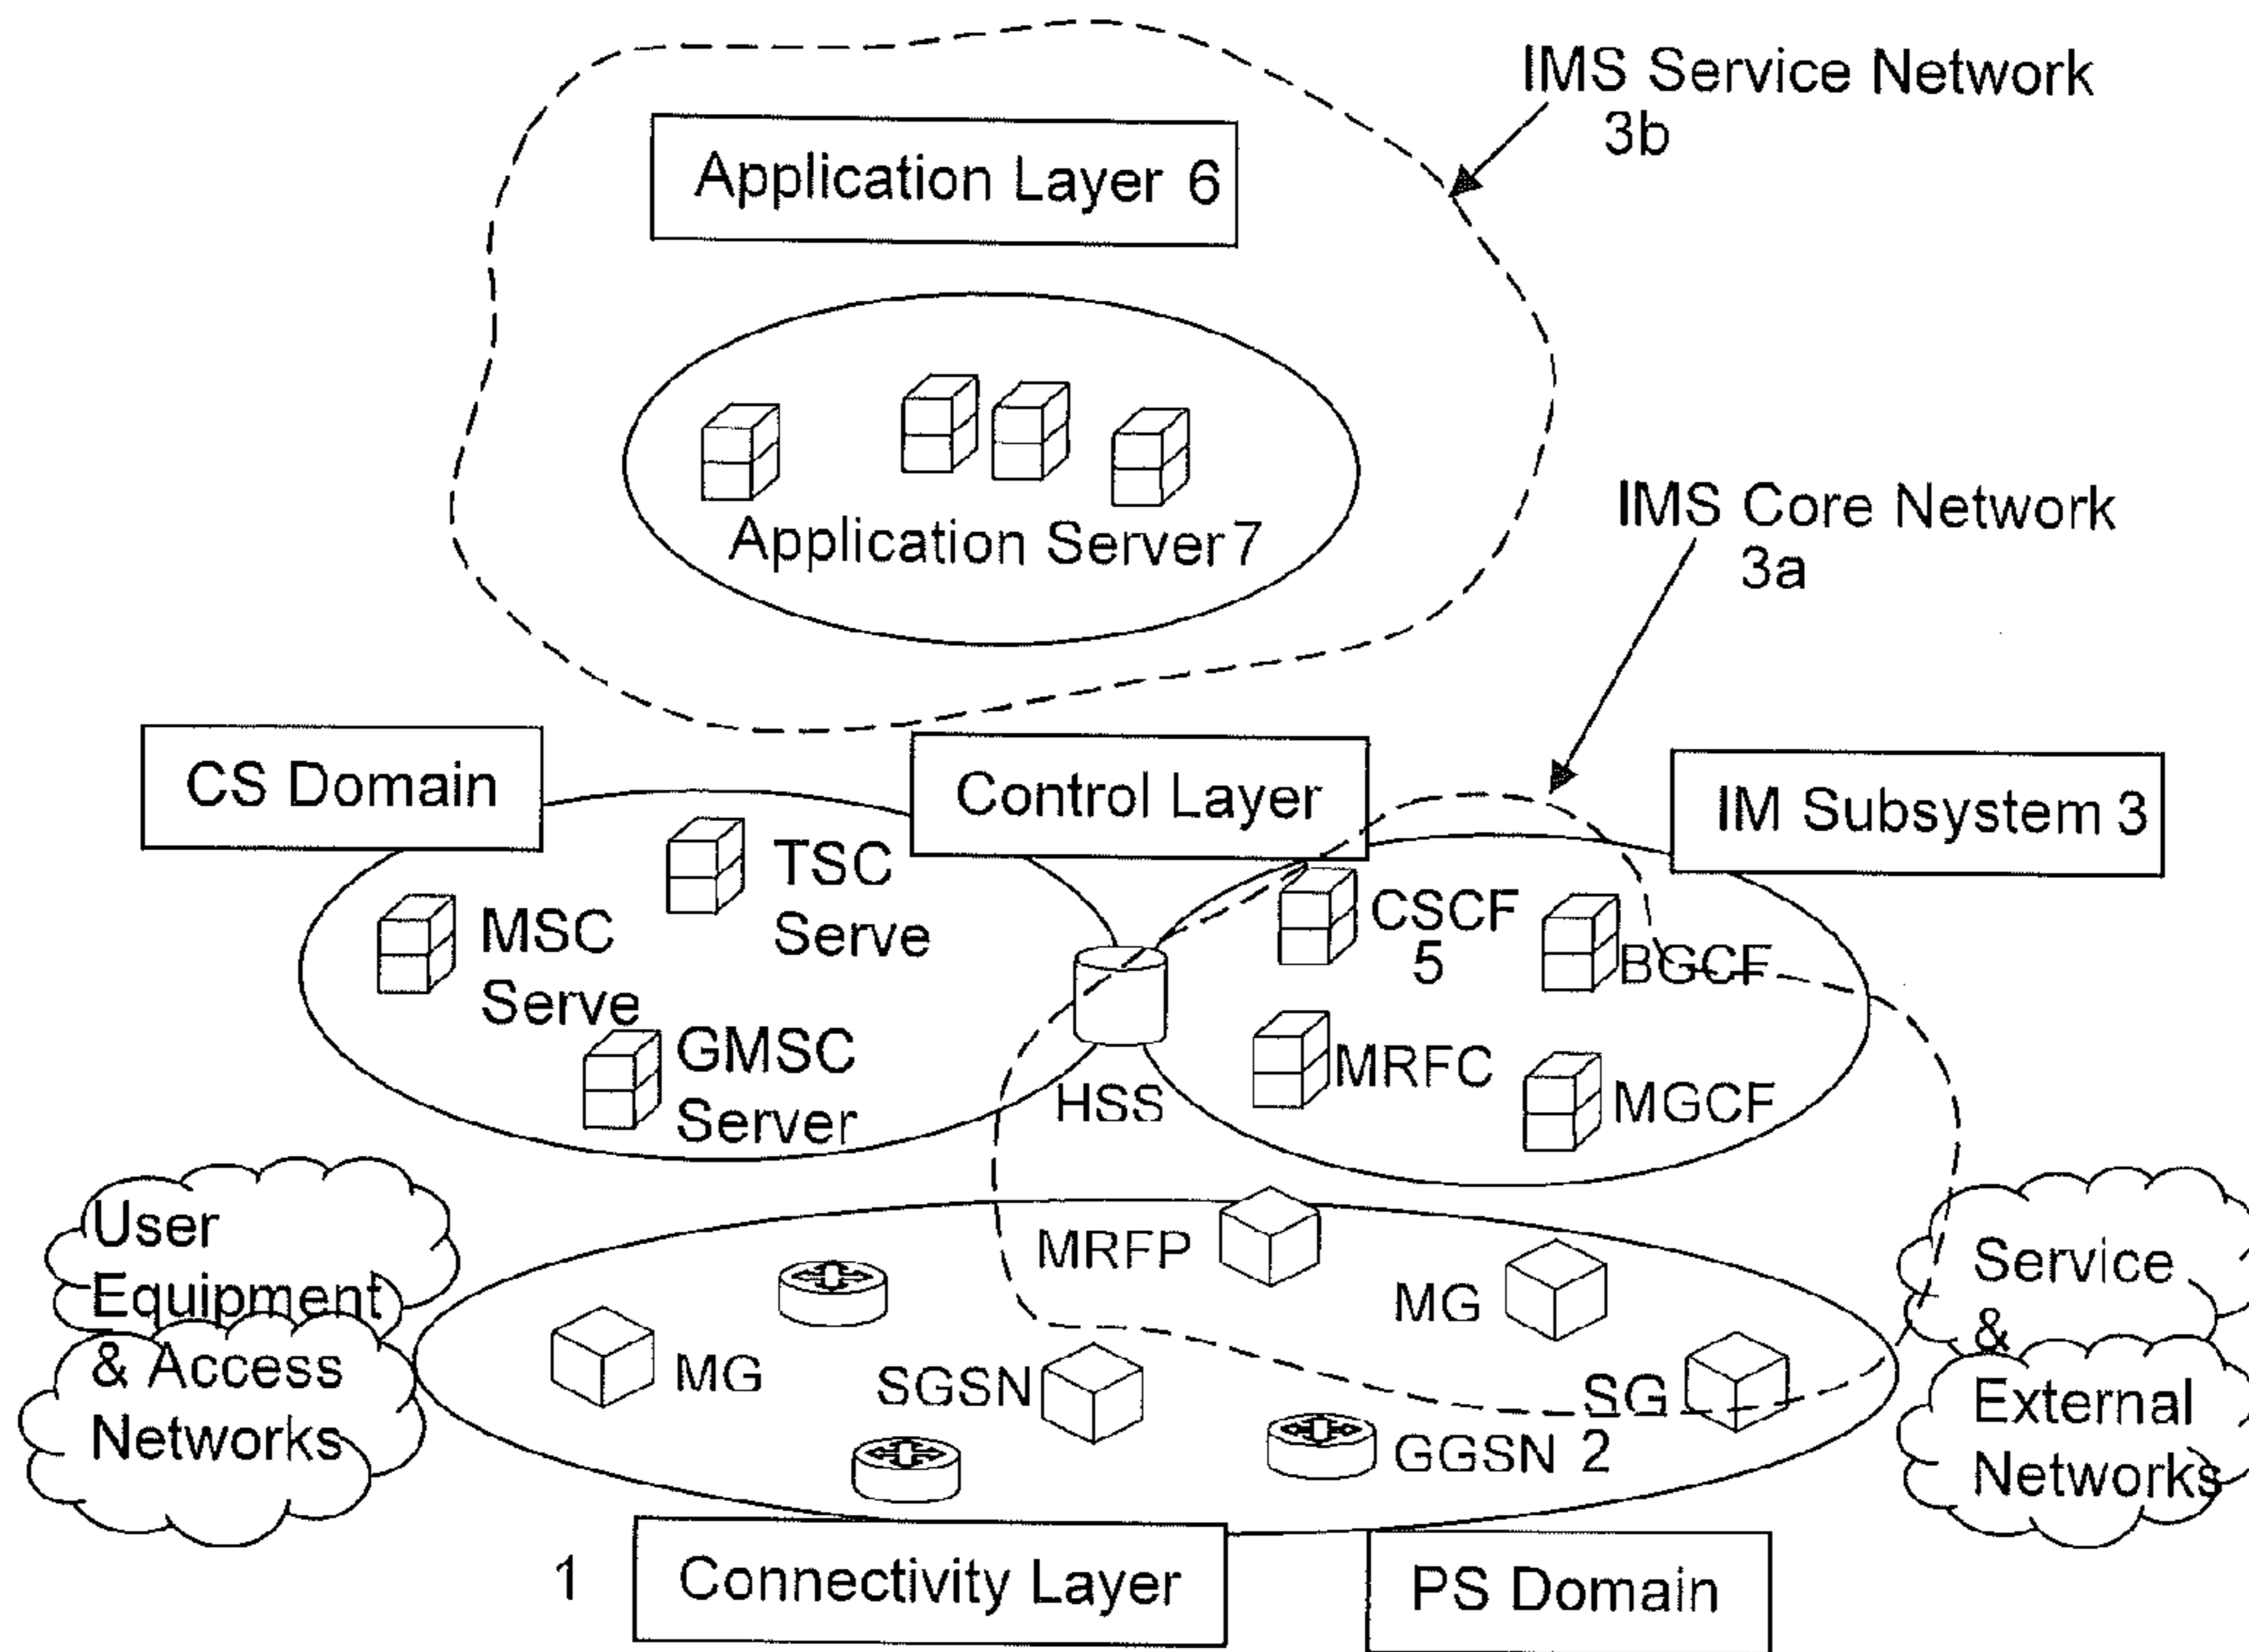 IMS Service Network
3b
Application Layer 6
Application Server 7
IMS Core Network
3a
CS Domain
Control Layer
IM Subsystem 3
TSC
Serve
MSC
Serve
GMSC
Server
HSS
CSCF
5
BGCF
MRFC
MGCF
User
Equipment
& Access
Networks
MRFP
MG
MG
SGSN
SG
GGSN 2
Service
&
External
Networks
1
Connectivity Layer
PS Domain